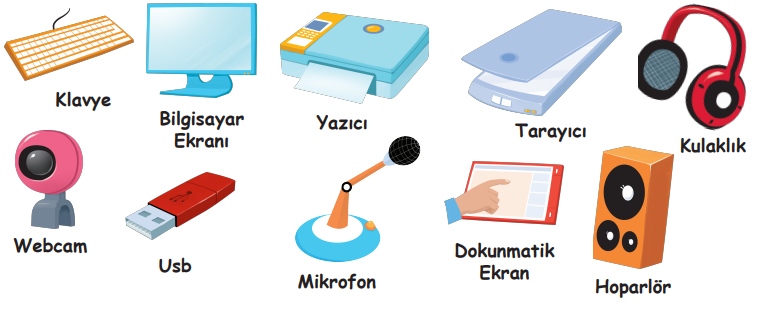 Klavye
Bilgisayar
Ekranı
Yazıcı
Tarayıcı
Kulaklık
Webcam
Usb
Mikrofon
Dokunmatik
Ekran
Hoparlör